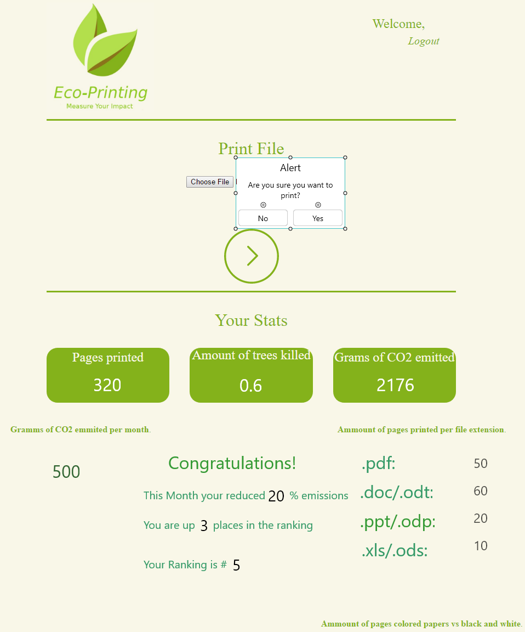 Welcome,
Logout
Eco-Printing
Measure Your Impact
Print File
Choose File
Alert
Are you sure you want to
print?
No
Yes
Your Stats
Pages printed
320
Amount of trees killed
0.6
Grams of CO2 emitted
2176
Gramms of CO2 emmited per month.
Ammount of pages printed per file extension.
500
Congratulations!
This Month your reduced 20 % emissions
You are up 3 places in the ranking
Your Ranking is # 5
.pdf: 50
.doc/.odt: 60
.ppt/.odp: 20
.xls/.ods: 10
Ammount of pages colored papers vs black and white.